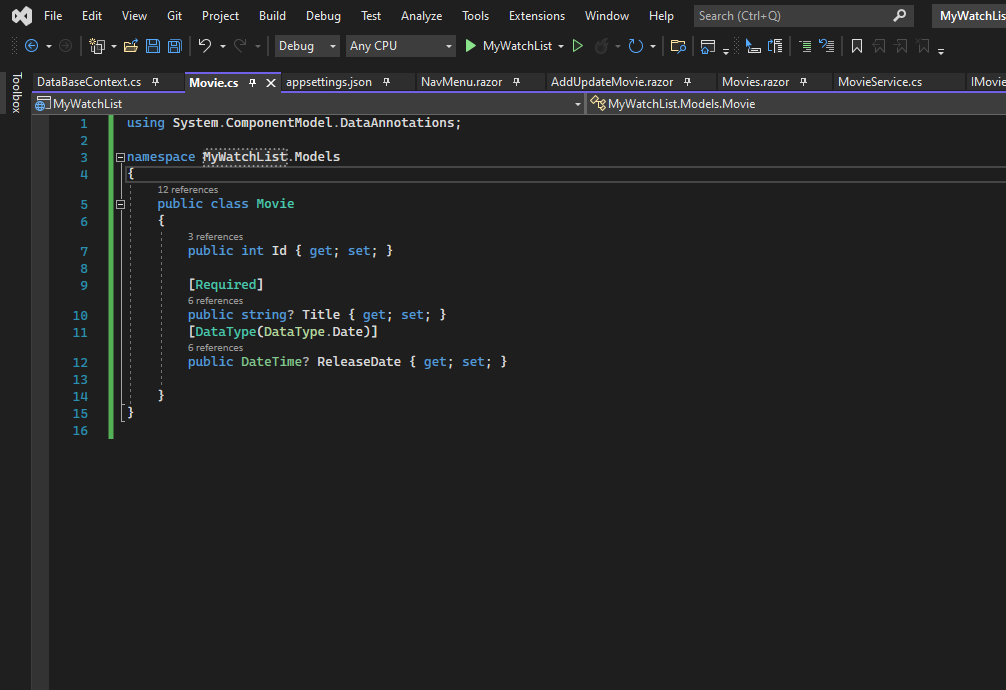 File Edit View Git Project Build Debug Test Analyze Tools Extensions Window Help Search (Ctrl+Q) MyWatchLis
Debug Any CPU MyWatchList
Toolbox
DataBaseContext.cs Movie.cs appsettings.json NavMenu.razor AddUpdateMovie.razor Movies.razor MovieService.cs IMovie
MyWatchList MyWatchList.Models.Movie
1 using System.ComponentModel.DataAnnotations;
2
3 namespace MyWatchList.Models
4 {
12 references
5 public class Movie
6 {
3 references
7 public int Id { get; set; }
8
9 [Required]
6 references
10 public string? Title { get; set; }
11 [DataType(DataType.Date)]
6 references
12 public DateTime? ReleaseDate { get; set; }
13
14 }
15 }
16